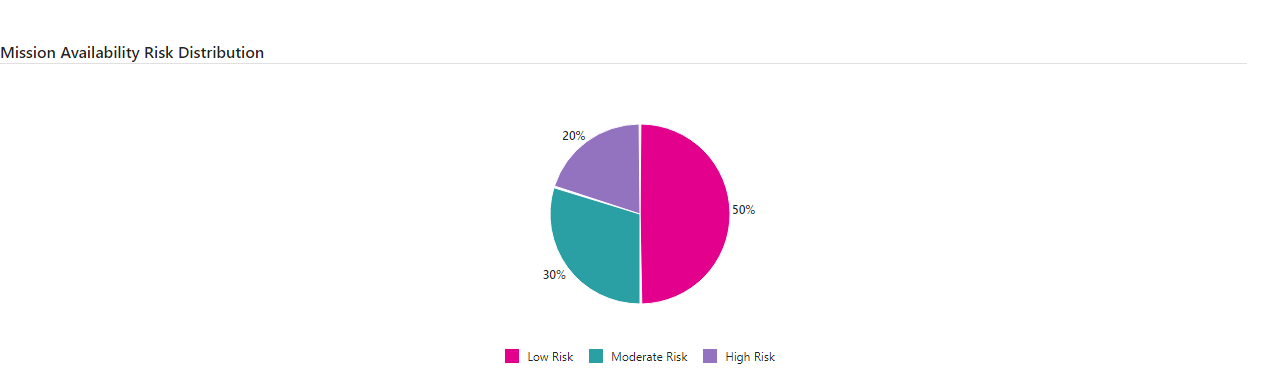 Mission Availability Risk Distribution
20%
50%
30%
Low Risk Moderate Risk High Risk